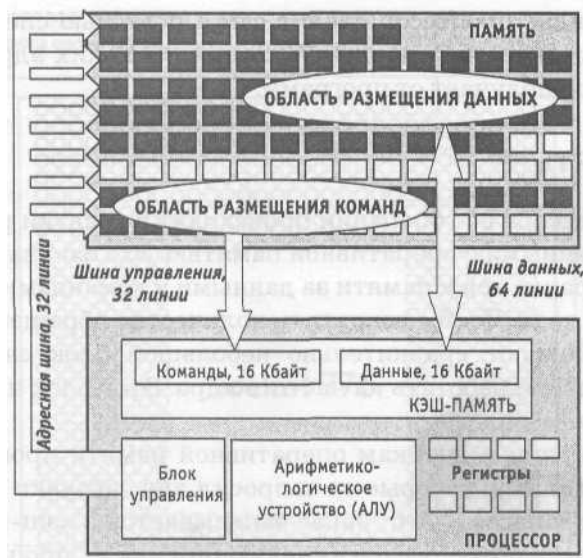 ПАМЯТЬ
ОБЛАСТЬ РАЗМЕЩЕНИЯ ДАННЫХ
ОБЛАСТЬ РАЗМЕЩЕНИЯ КОМАНД
Шина управления,
32 линии
Шина данных,
64 линии
Адресная шина, 32 линии
Команды, 16 Кбайт
Данные, 16 Кбайт
КЭШ-ПАМЯТЬ
Блок
управления
Арифметико-
логическое
устройство (АЛУ)
Регистры
ПРОЦЕССОР